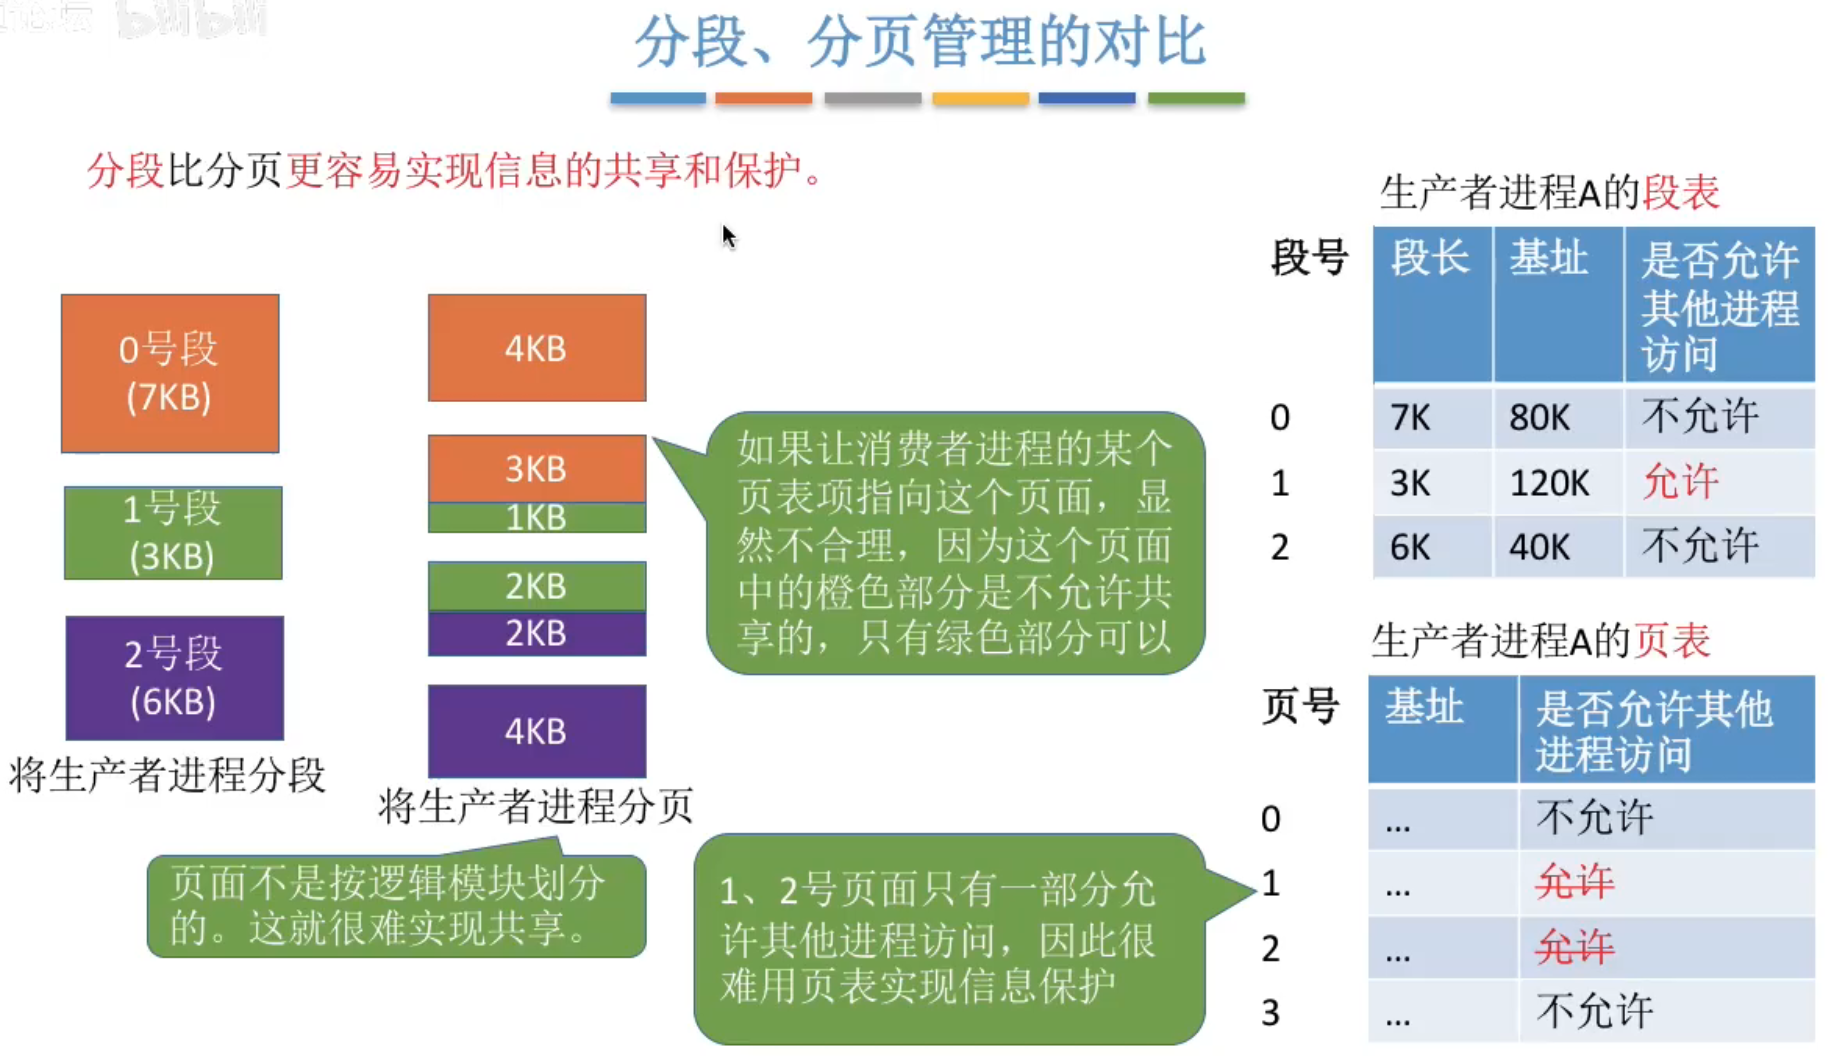 bilibili
分段、分页管理的对比
分段比分页更容易实现信息的共享和保护。
0号段
(7KB)
1号段
(3KB)
2号段
(6KB)
将生产者进程分段
4KB
3KB
1KB
2KB
2KB
4KB
将生产者进程分页
页面不是按逻辑模块划分
的。这就很难实现共享。
如果让消费者进程的某个
页表项指向这个页面，显
然不合理，因为这个页面
中的橙色部分是不允许共
享的，只有绿色部分可以
1、2号页面只有一部分允
许其他进程访问，因此很
难用页表实现信息保护
生产者进程A的段表
段号 段长 基址 是否允许
其他进程
访问
0 7K 80K 不允许
1 3K 120K 允许
2 6K 40K 不允许
生产者进程A的页表
页号 基址 是否允许其他
进程访问
0 ... 不允许
1 ... 允许
2 ... 允许
3 ... 不允许